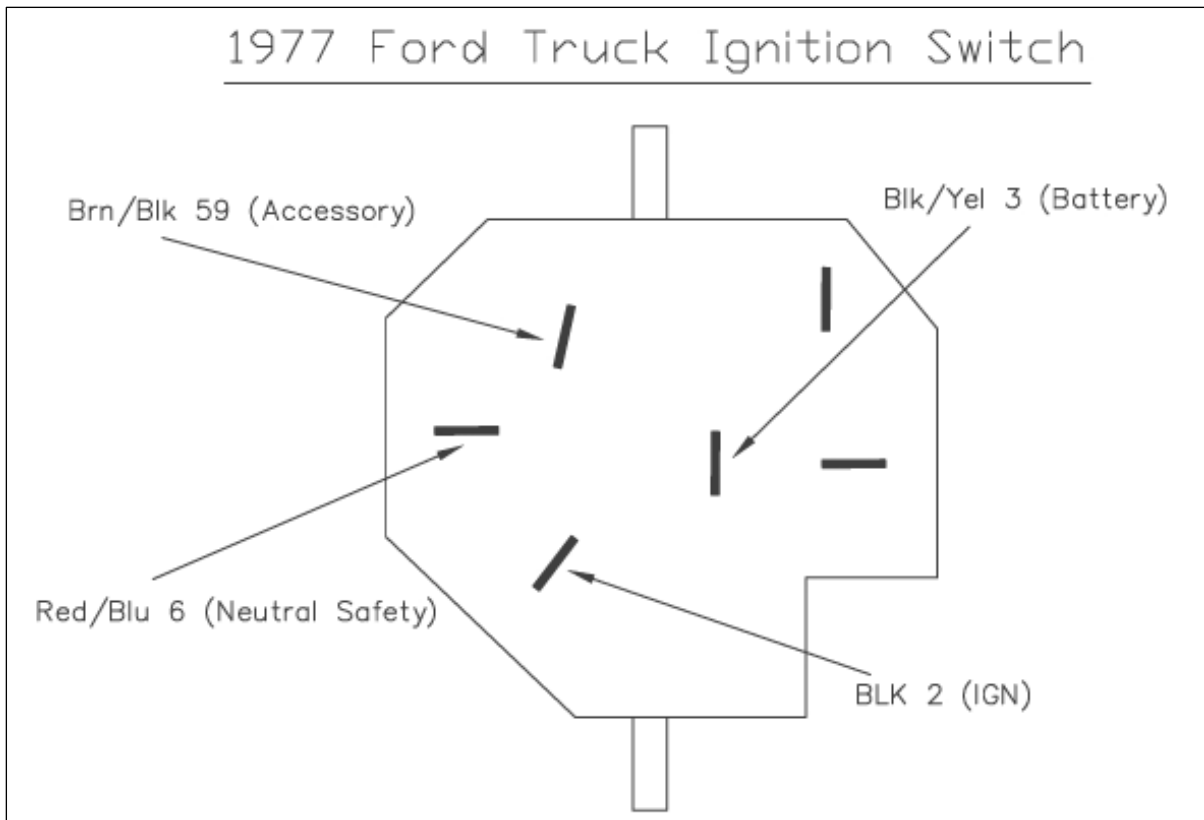 1977 Ford Truck Ignition Switch
Brn/Blk 59 (Accessory)
Blk/Yel 3 (Battery)
Red/Blu 6 (Neutral Safety)
BLK 2 (IGN)